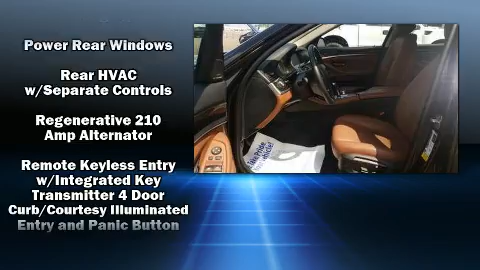 Power Rear Windows
Rear HVAC
w/Separate Controls
Regenerative 210
Amp Alternator
Remote Keyless Entry
w/Integrated Key
Transmitter 4 Door
Curb/Courtesy Illuminated
Entry and Panic Button